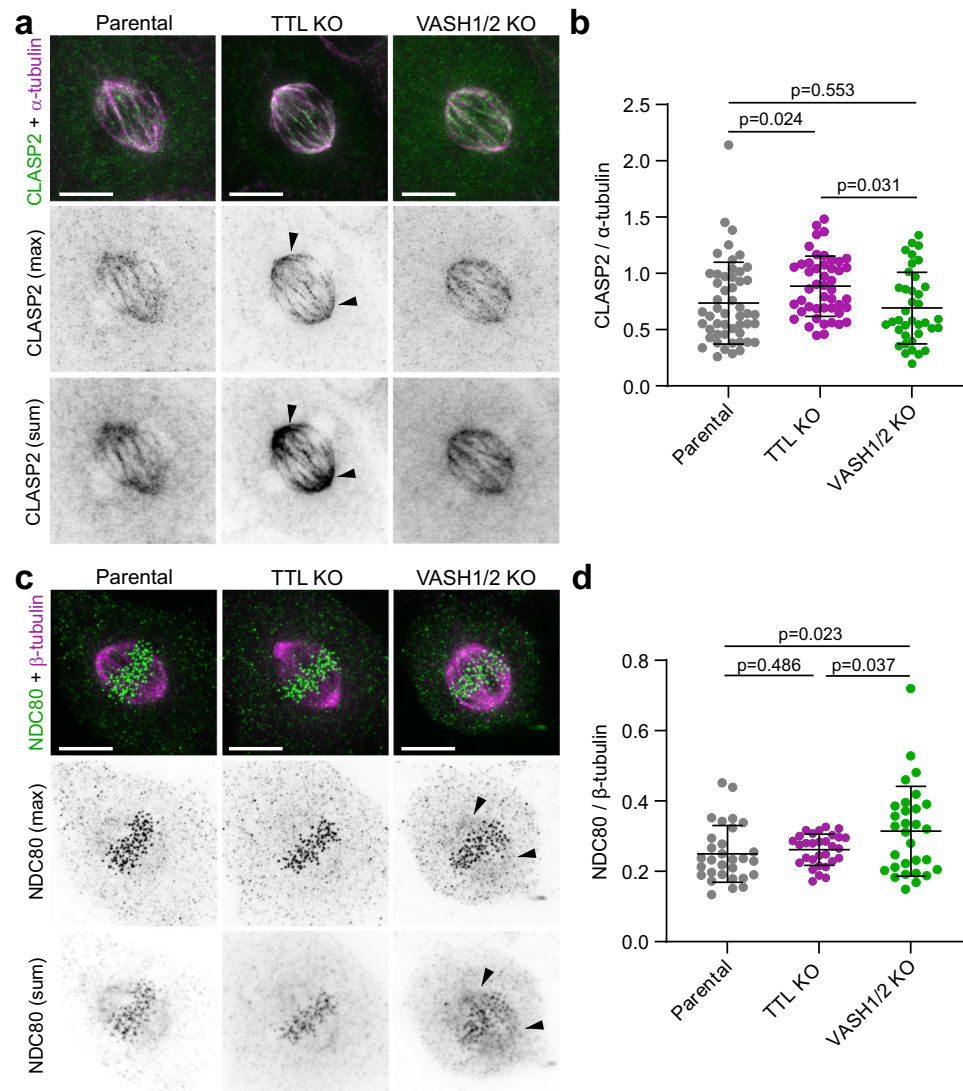 a
Parental
TTL KO
VASH1/2 KO
CLASP2 + α-tubulin
CLASP2 (max)
CLASP2 (sum)
b
p=0.553
p=0.024
p=0.031
CLASP2 / α-tubulin
2.5
2.0
1.5
1.0
0.5
0.0
Parental
TTL KO
VASH1/2 KO
c
Parental
TTL KO
VASH1/2 KO
NDC80 + β-tubulin
NDC80 (max)
NDC80 (sum)
d
p=0.023
p=0.486
p=0.037
NDC80 / β-tubulin
0.8
0.6
0.4
0.2
0.0
Parental
TTL KO
VASH1/2 KO